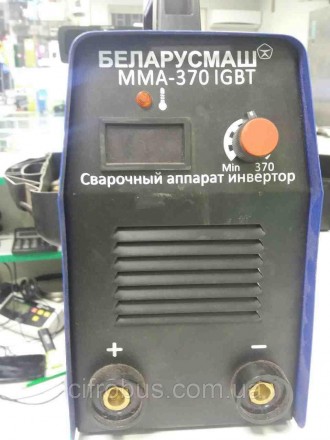 БЕЛАРУСМАШ
MMA-370 IGBT
Min 370
Сварочный аппарат инвертор
+ −
cifrobus.com.ua